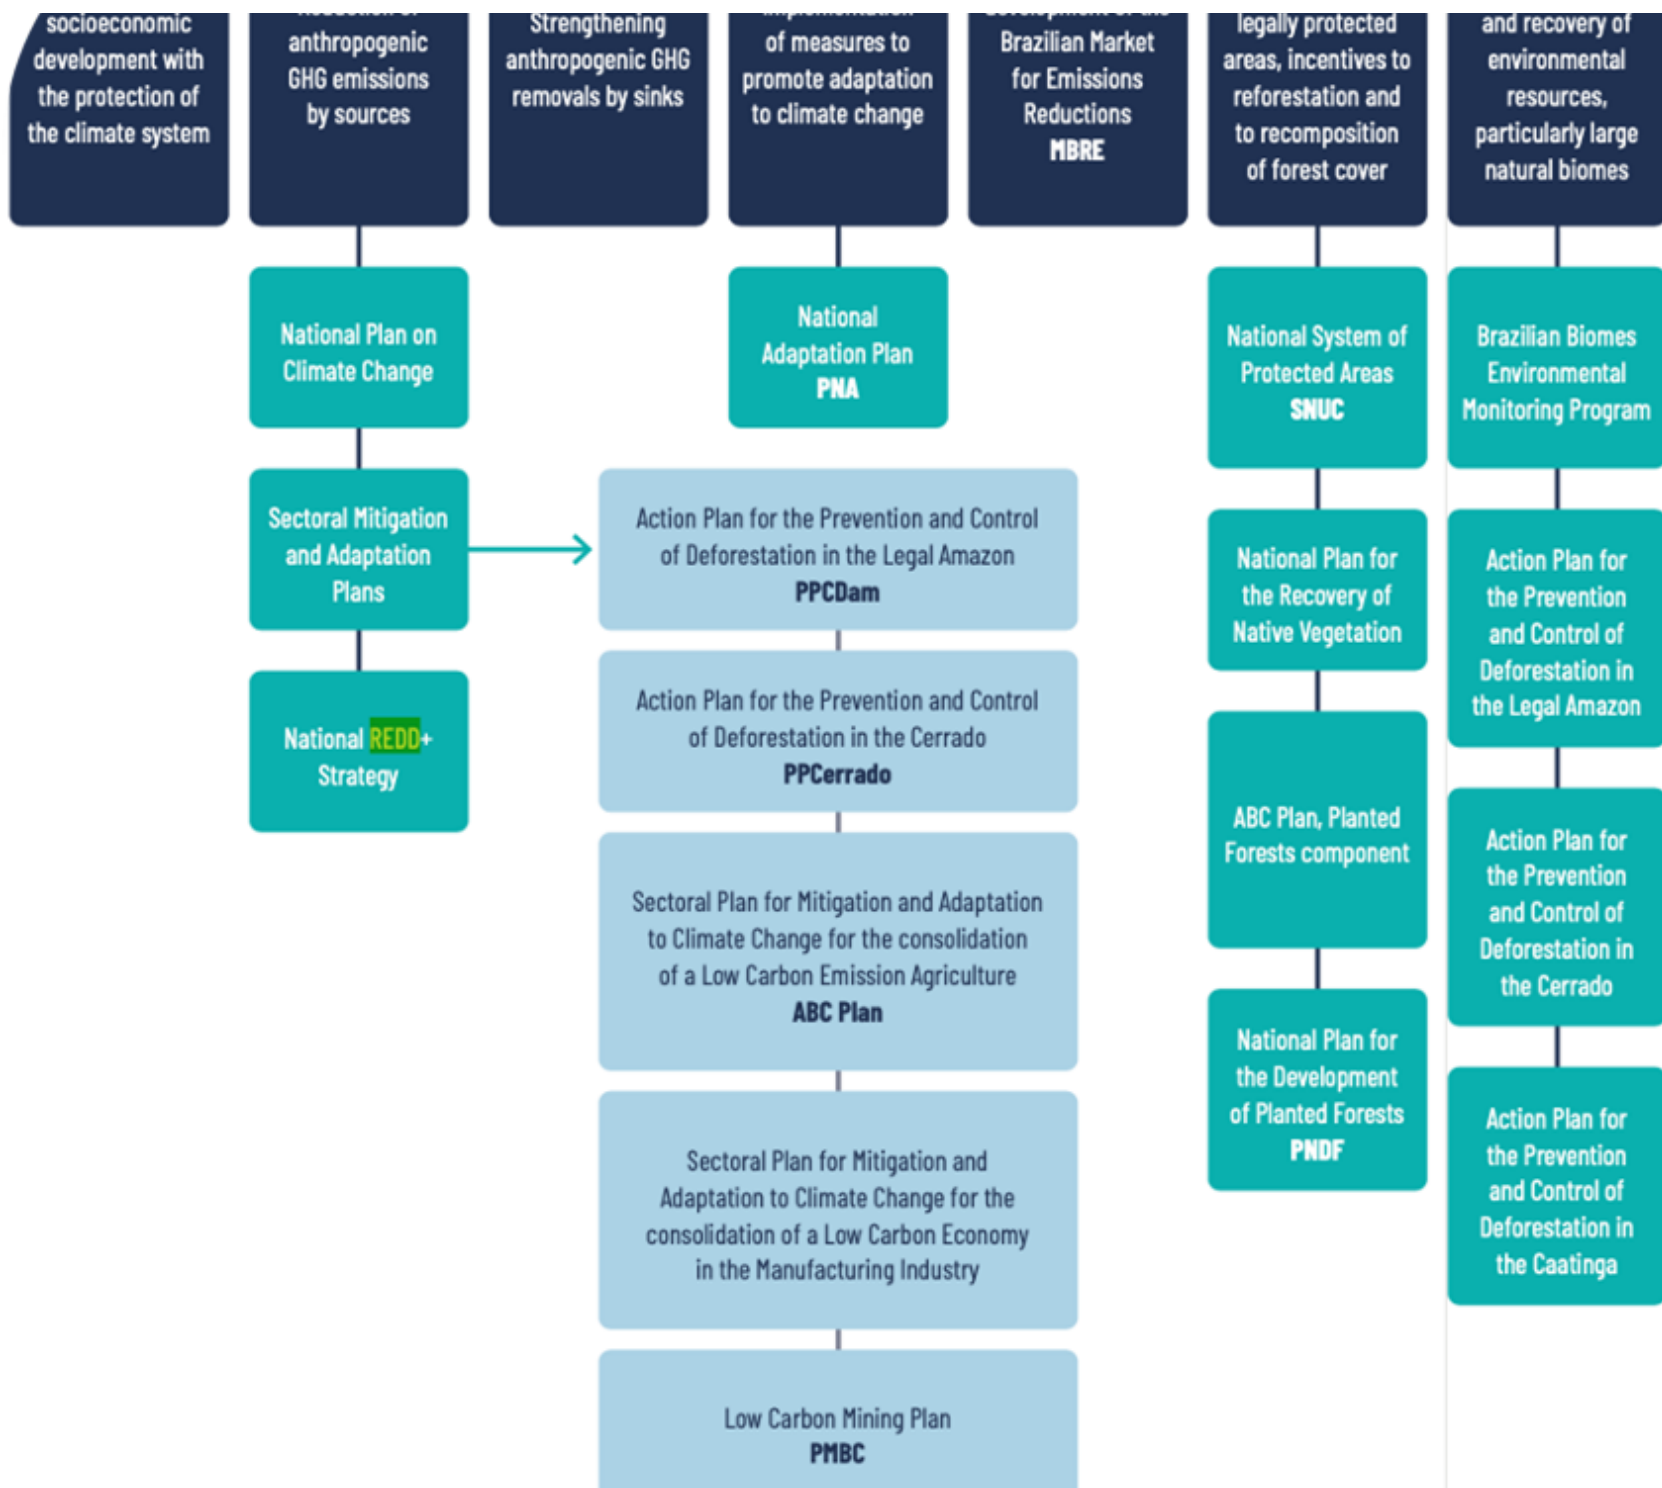 socioeconomic
development with
the protection of
the climate system
Reduction of
anthropogenic
GHG emissions
by sources
Strengthening
anthropogenic GHG
removals by sinks
implementation
of measures to
promote adaptation
to climate change
development of the
Brazilian Market
for Emissions
Reductions
MBRE
legally protected
areas, incentives to
reforestation and
to recomposition
of forest cover
and recovery of
environmental
resources,
particularly large
natural biomes
National Plan on
Climate Change
Sectoral Mitigation
and Adaptation
Plans
National REDD+
Strategy
National
Adaptation Plan
PNA
Action Plan for the Prevention and Control
of Deforestation in the Legal Amazon
PPCDam
Action Plan for the Prevention and Control
of Deforestation in the Cerrado
PPCerrado
Sectoral Plan for Mitigation and Adaptation
to Climate Change for the consolidation
of a Low Carbon Emission Agriculture
ABC Plan
Sectoral Plan for Mitigation and
Adaptation to Climate Change for the
consolidation of a Low Carbon Economy
in the Manufacturing Industry
Low Carbon Mining Plan
PMBC
National System of
Protected Areas
SNUC
National Plan for
the Recovery of
Native Vegetation
ABC Plan, Planted
Forests component
National Plan for
the Development
of Planted Forests
PNDF
Brazilian Biomes
Environmental
Monitoring Program
Action Plan for
the Prevention
and Control of
Deforestation in
the Legal Amazon
Action Plan for
the Prevention
and Control of
Deforestation in
the Cerrado
Action Plan for
the Prevention
and Control of
Deforestation in
the Caatinga